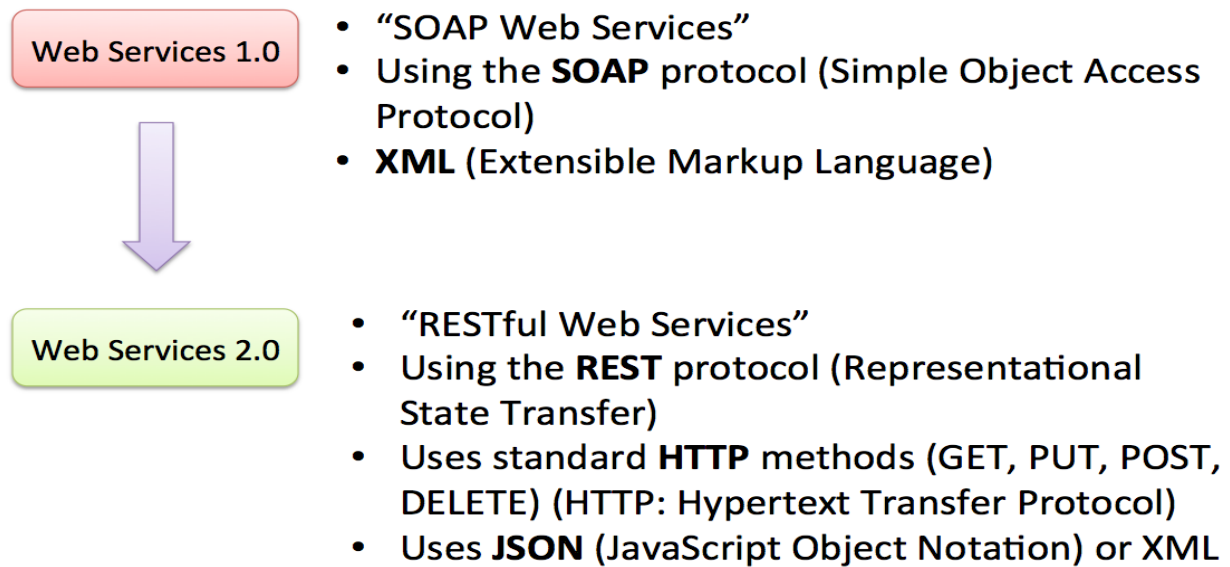 Web Services 1.0
• “SOAP Web Services”
• Using the SOAP protocol (Simple Object Access
Protocol)
• XML (Extensible Markup Language)
Web Services 2.0
• “RESTful Web Services”
• Using the REST protocol (Representational
State Transfer)
• Uses standard HTTP methods (GET, PUT, POST,
DELETE) (HTTP: Hypertext Transfer Protocol)
• Uses JSON (JavaScript Object Notation) or XML